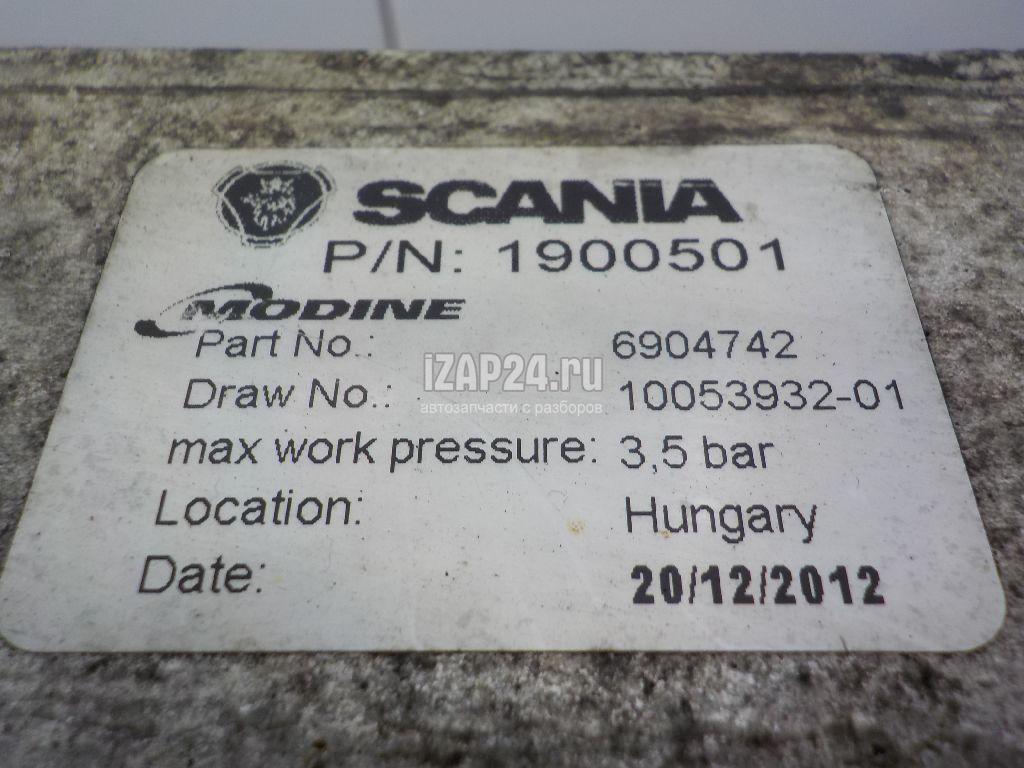 SCANIA
P/N: 1900501
MODINE
Part No.: 6904742
iZAP24.ru
Draw No.: 10053932-01
автозапчасти с разборов
max work pressure: 3,5 bar
Location: Hungary
Date: 20/12/2012